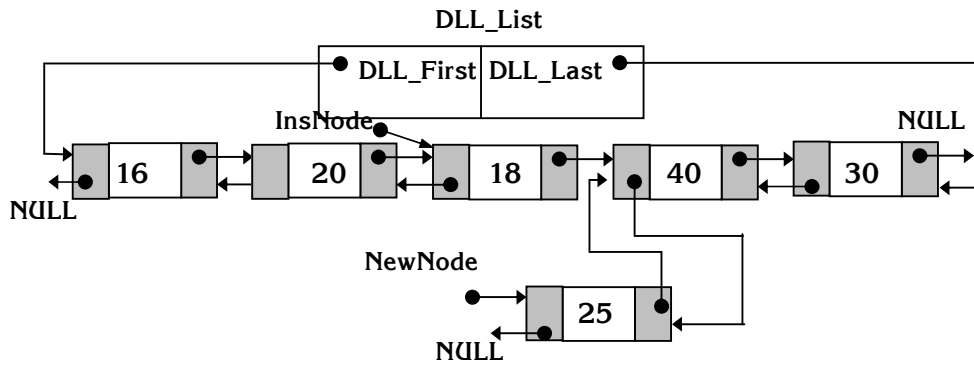 DLL_List
DLL_First DLL_Last
InsNode
NULL
16 20 18 40 30
NULL
NewNode
25
NULL